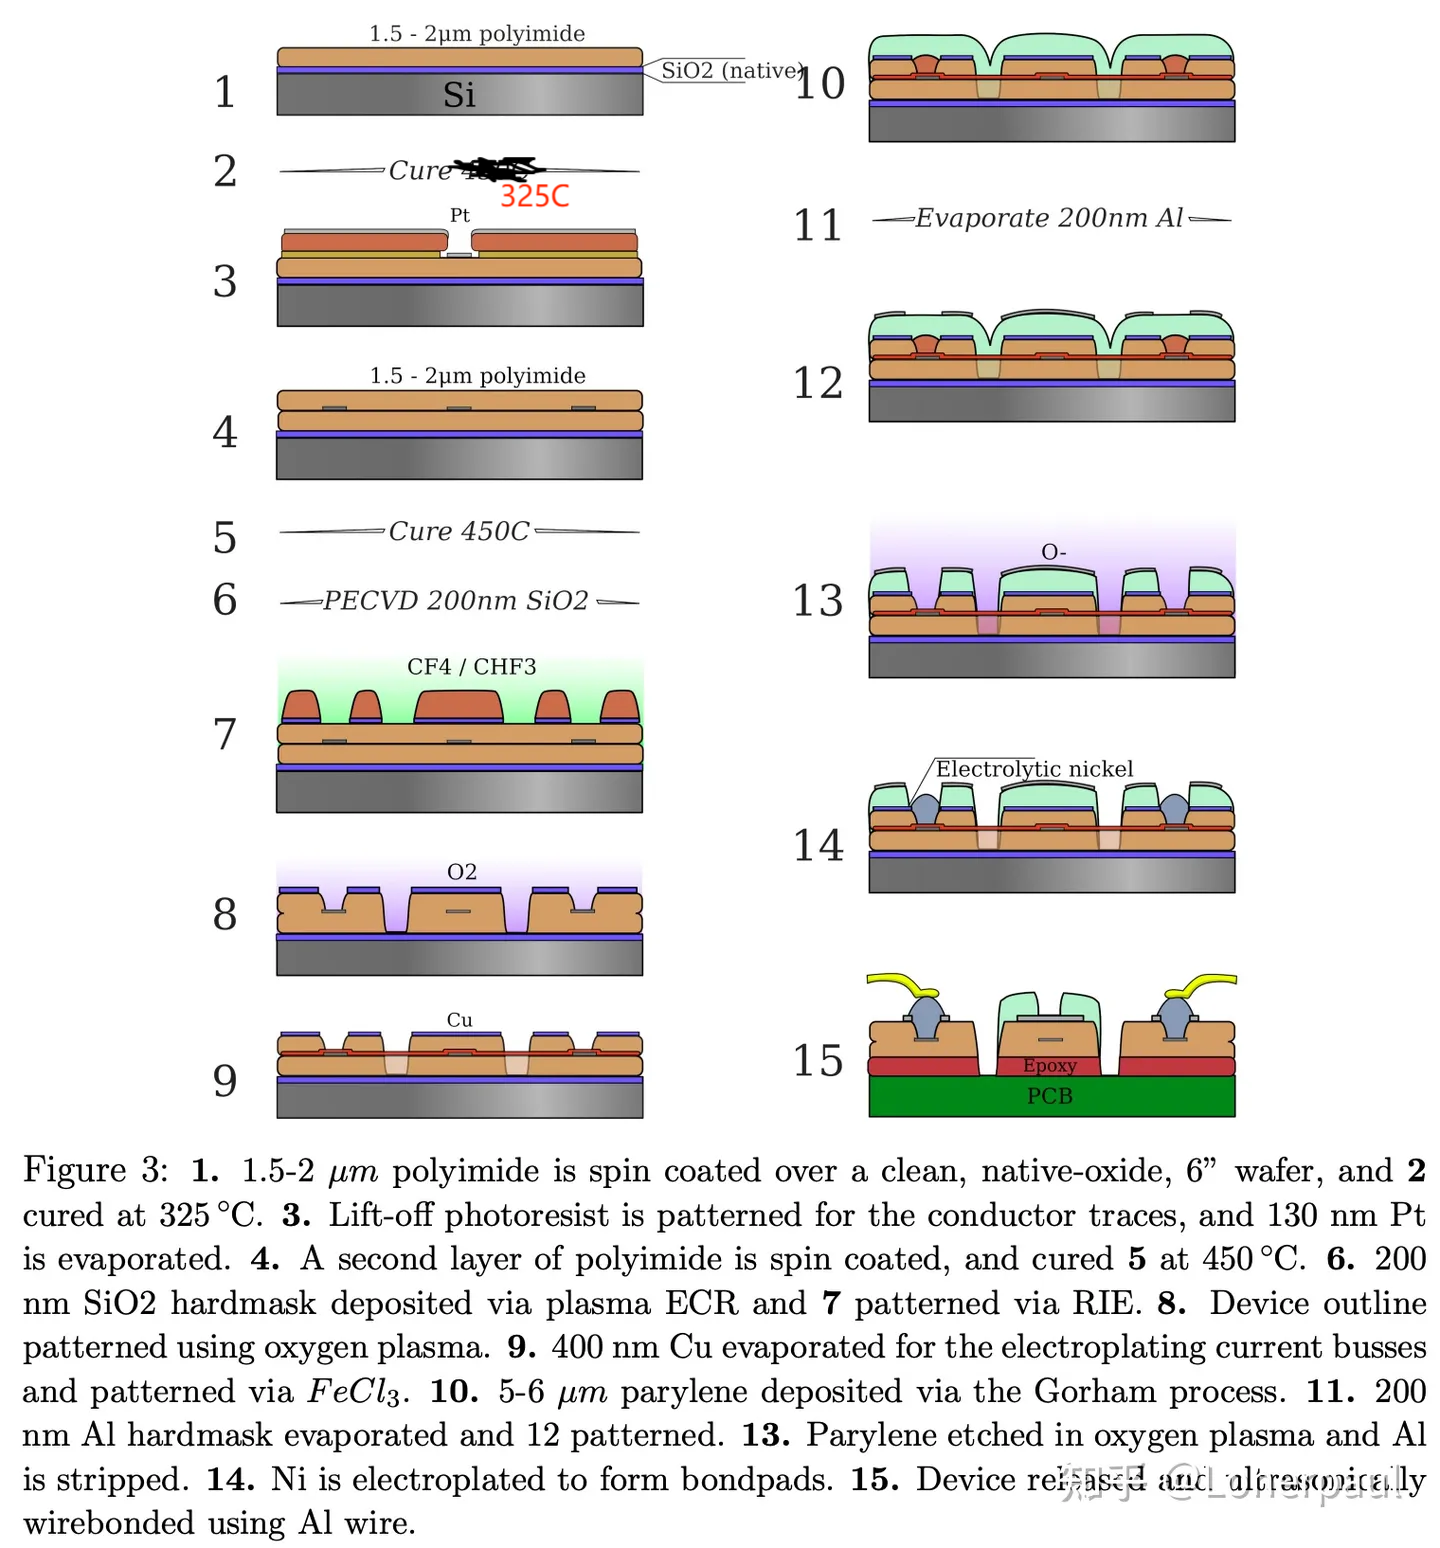 1.5 - 2μm polyimide
SiO2 (native)
Si
1
2
Cure
325C
Pt
3
1.5 - 2μm polyimide
4
5
Cure 450C
6
PECVD 200nm SiO2
CF4 / CHF3
7
O2
8
Cu
9
10
11
Evaporate 200nm Al
12
O-
13
Electrolytic nickel
14
15
Epoxy
PCB
Figure 3: 1. 1.5-2 μm polyimide is spin coated over a clean, native-oxide, 6” wafer, and 2
cured at 325 °C. 3. Lift-off photoresist is patterned for the conductor traces, and 130 nm Pt
is evaporated. 4. A second layer of polyimide is spin coated, and cured 5 at 450 °C. 6. 200
nm SiO2 hardmask deposited via plasma ECR and 7 patterned via RIE. 8. Device outline
patterned using oxygen plasma. 9. 400 nm Cu evaporated for the electroplating current busses
and patterned via FeCl₃. 10. 5-6 μm parylene deposited via the Gorham process. 11. 200
nm Al hardmask evaporated and 12 patterned. 13. Parylene etched in oxygen plasma and Al
is stripped. 14. Ni is electroplated to form bondpads. 15. Device released and ultrasonically
wirebonded using Al wire.
知乎 @Lonerpaul